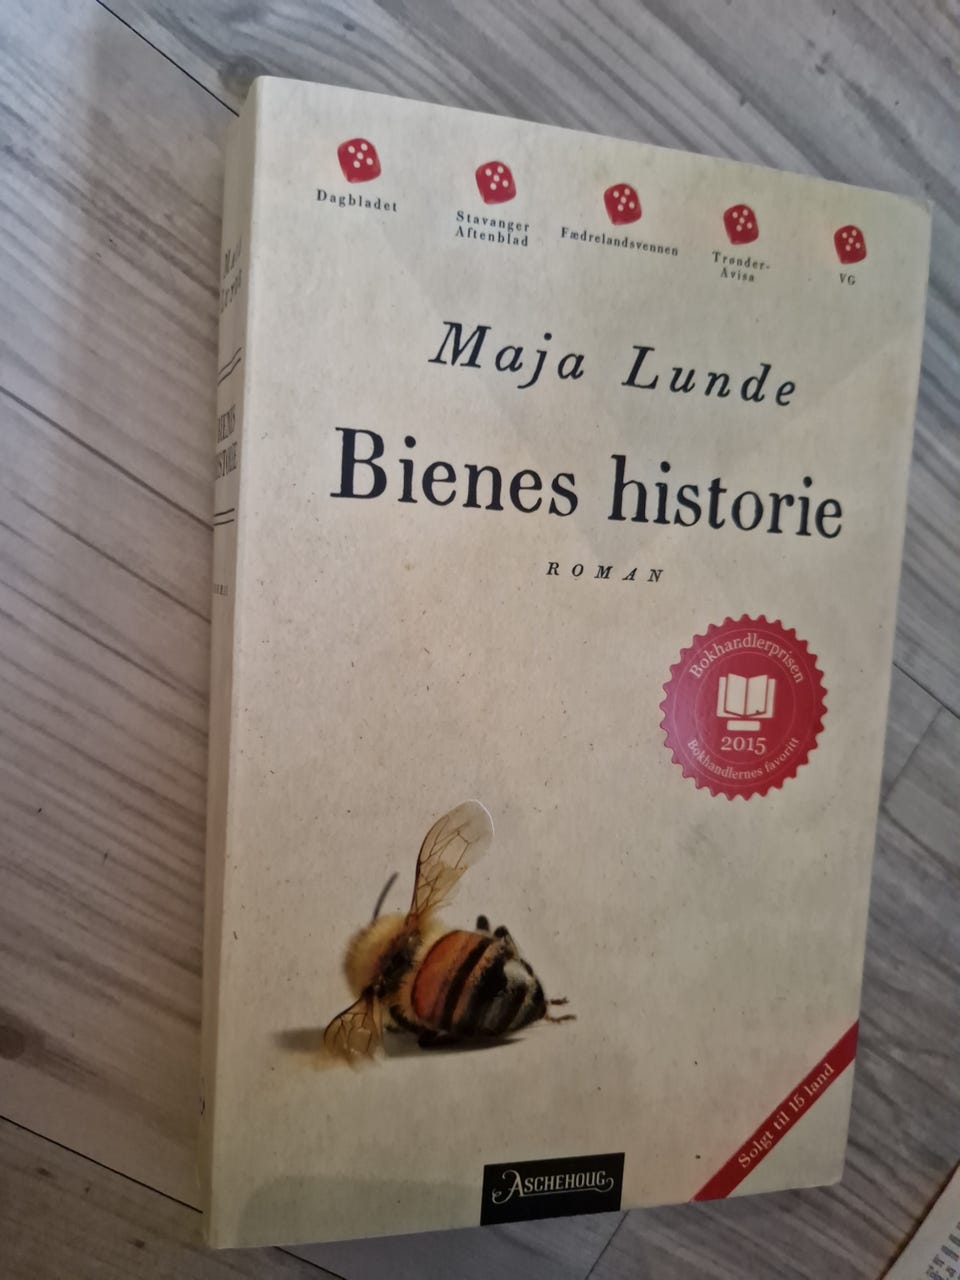 Dagbladet
Stavanger
Aftenblad
Fædrelandsvennen
Trønder-
Avisa
VG
Maja Lunde
Bienes historie
ROMAN
Bokhandlerprisen
2015
Bokhandlernes favoritt
Solgt til 15 land
ASCHEHOUG